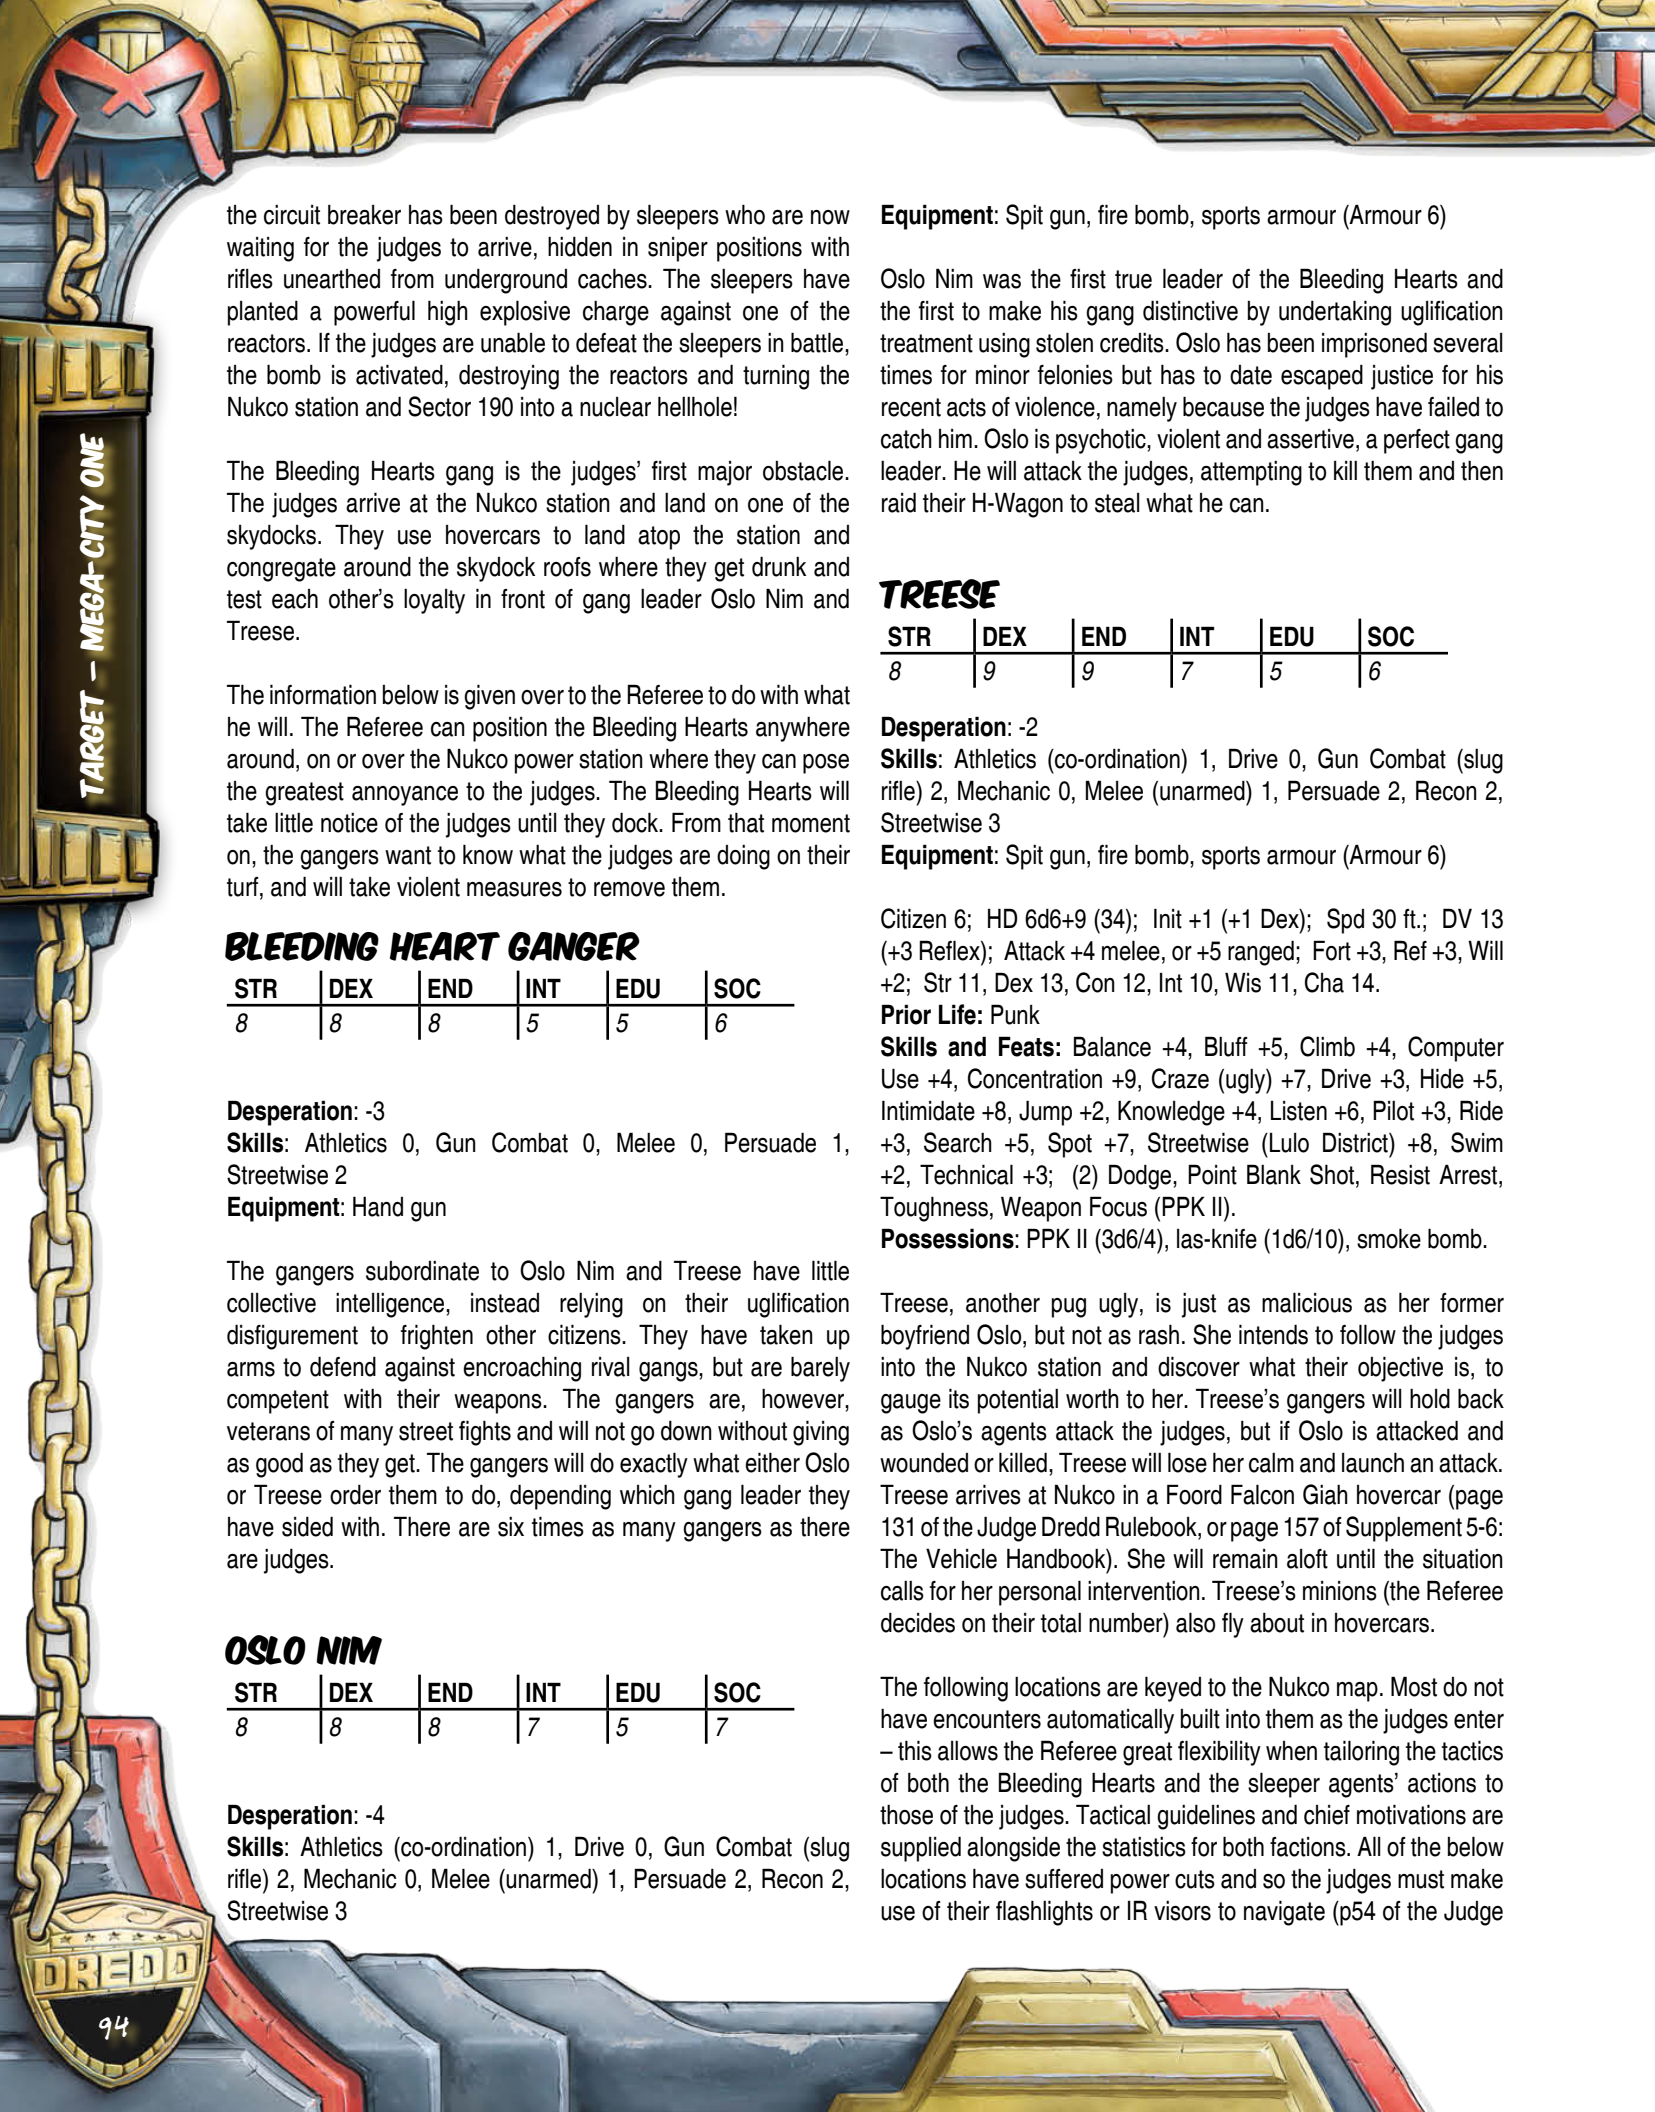 the circuit breaker has been destroyed by sleepers who are now
waiting for the judges to arrive, hidden in sniper positions with
rifles unearthed from underground caches. The sleepers have
planted a powerful high explosive charge against one of the
reactors. If the judges are unable to defeat the sleepers in battle,
the bomb is activated, destroying the reactors and turning the
Nukco station and Sector 190 into a nuclear hellhole!
The Bleeding Hearts gang is the judges’ first major obstacle.
The judges arrive at the Nukco station and land on one of the
skydocks. They use hovercars to land atop the station and
congregate around the skydock roofs where they get drunk and
test each other’s loyalty in front of gang leader Oslo Nim and
Treese.
The information below is given over to the Referee to do with what
he will. The Referee can position the Bleeding Hearts anywhere
around, on or over the Nukco power station where they can pose
the greatest annoyance to the judges. The Bleeding Hearts will
take little notice of the judges until they dock. From that moment
on, the gangers want to know what the judges are doing on their
turf, and will take violent measures to remove them.
BLEEDING HEART GANGER
STR DEX END INT EDU SOC
8 8 8 5 5 6
Desperation: -3
Skills: Athletics 0, Gun Combat 0, Melee 0, Persuade 1,
Streetwise 2
Equipment: Hand gun
The gangers subordinate to Oslo Nim and Treese have little
collective intelligence, instead relying on their uglification
disfigurement to frighten other citizens. They have taken up
arms to defend against encroaching rival gangs, but are barely
competent with their weapons. The gangers are, however,
veterans of many street fights and will not go down without giving
as good as they get. The gangers will do exactly what either Oslo
or Treese order them to do, depending which gang leader they
have sided with. There are six times as many gangers as there
are judges.
OSLO NIM
STR DEX END INT EDU SOC
8 8 8 7 5 7
Desperation: -4
Skills: Athletics (co-ordination) 1, Drive 0, Gun Combat (slug
rifle) 2, Mechanic 0, Melee (unarmed) 1, Persuade 2, Recon 2,
Streetwise 3
Equipment: Spit gun, fire bomb, sports armour (Armour 6)
Oslo Nim was the first true leader of the Bleeding Hearts and
the first to make his gang distinctive by undertaking uglification
treatment using stolen credits. Oslo has been imprisoned several
times for minor felonies but has to date escaped justice for his
recent acts of violence, namely because the judges have failed to
catch him. Oslo is psychotic, violent and assertive, a perfect gang
leader. He will attack the judges, attempting to kill them and then
raid their H-Wagon to steal what he can.
TREESE
STR DEX END INT EDU SOC
8 9 9 7 5 6
Desperation: -2
Skills: Athletics (co-ordination) 1, Drive 0, Gun Combat (slug
rifle) 2, Mechanic 0, Melee (unarmed) 1, Persuade 2, Recon 2,
Streetwise 3
Equipment: Spit gun, fire bomb, sports armour (Armour 6)
Citizen 6; HD 6d6+9 (34); Init +1 (+1 Dex); Spd 30 ft.; DV 13
(+3 Reflex); Attack +4 melee, or +5 ranged; Fort +3, Ref +3, Will
+2; Str 11, Dex 13, Con 12, Int 10, Wis 11, Cha 14.
Prior Life: Punk
Skills and Feats: Balance +4, Bluff +5, Climb +4, Computer
Use +4, Concentration +9, Craze (ugly) +7, Drive +3, Hide +5,
Intimidate +8, Jump +2, Knowledge +4, Listen +6, Pilot +3, Ride
+3, Search +5, Spot +7, Streetwise (Lulo District) +8, Swim
+2, Technical +3; (2) Dodge, Point Blank Shot, Resist Arrest,
Toughness, Weapon Focus (PPK II).
Possessions: PPK II (3d6/4), las-knife (1d6/10), smoke bomb.
Treese, another pug ugly, is just as malicious as her former
boyfriend Oslo, but not as rash. She intends to follow the judges
into the Nukco station and discover what their objective is, to
gauge its potential worth to her. Treese’s gangers will hold back
as Oslo’s agents attack the judges, but if Oslo is attacked and
wounded or killed, Treese will lose her calm and launch an attack.
Treese arrives at Nukco in a Foord Falcon Giah hovercar (page
131 of the Judge Dredd Rulebook, or page 157 of Supplement 5-6:
The Vehicle Handbook). She will remain aloft until the situation
calls for her personal intervention. Treese’s minions (the Referee
decides on their total number) also fly about in hovercars.
The following locations are keyed to the Nukco map. Most do not
have encounters automatically built into them as the judges enter
– this allows the Referee great flexibility when tailoring the tactics
of both the Bleeding Hearts and the sleeper agents’ actions to
those of the judges. Tactical guidelines and chief motivations are
supplied alongside the statistics for both factions. All of the below
locations have suffered power cuts and so the judges must make
use of their flashlights or IR visors to navigate (p54 of the Judge
TARGET – MEGA-CITY ONE
DREDD
94